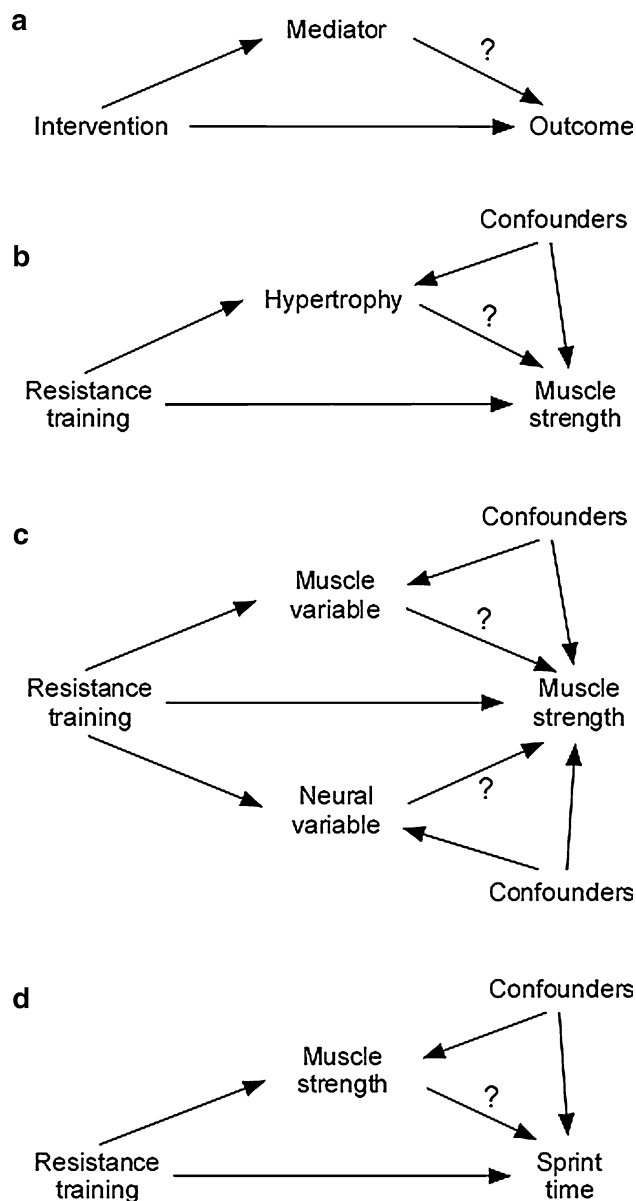 a
Mediator
?
Intervention
Outcome
Confounders
b
Hypertrophy
?
Resistance
training
Muscle
strength
Confounders
c
Muscle
variable
?
Resistance
training
Muscle
strength
Neural
variable
?
Confounders
Confounders
d
Muscle
strength
?
Resistance
training
Sprint
time